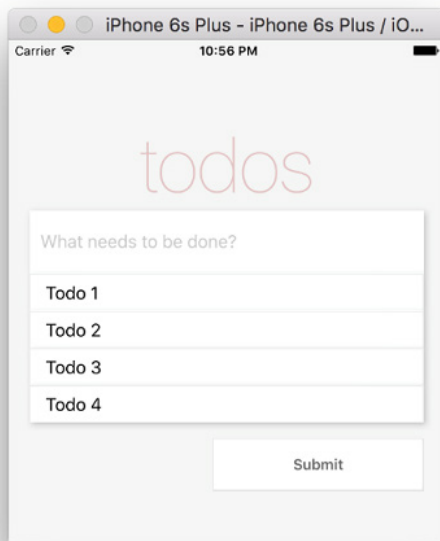 iPhone 6s Plus - iPhone 6s Plus / iO...
Carrier 10:56 PM
todos
What needs to be done?
Todo 1
Todo 2
Todo 3
Todo 4
Submit